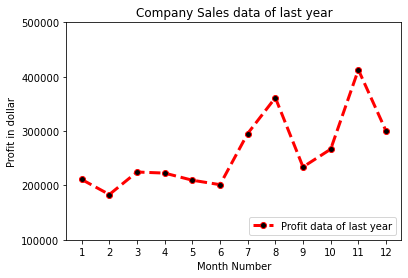 Company Sales data of last year
500000
400000
300000
200000
100000
Profit in dollar
1 2 3 4 5 6 7 8 9 10 11 12
Month Number
Profit data of last year